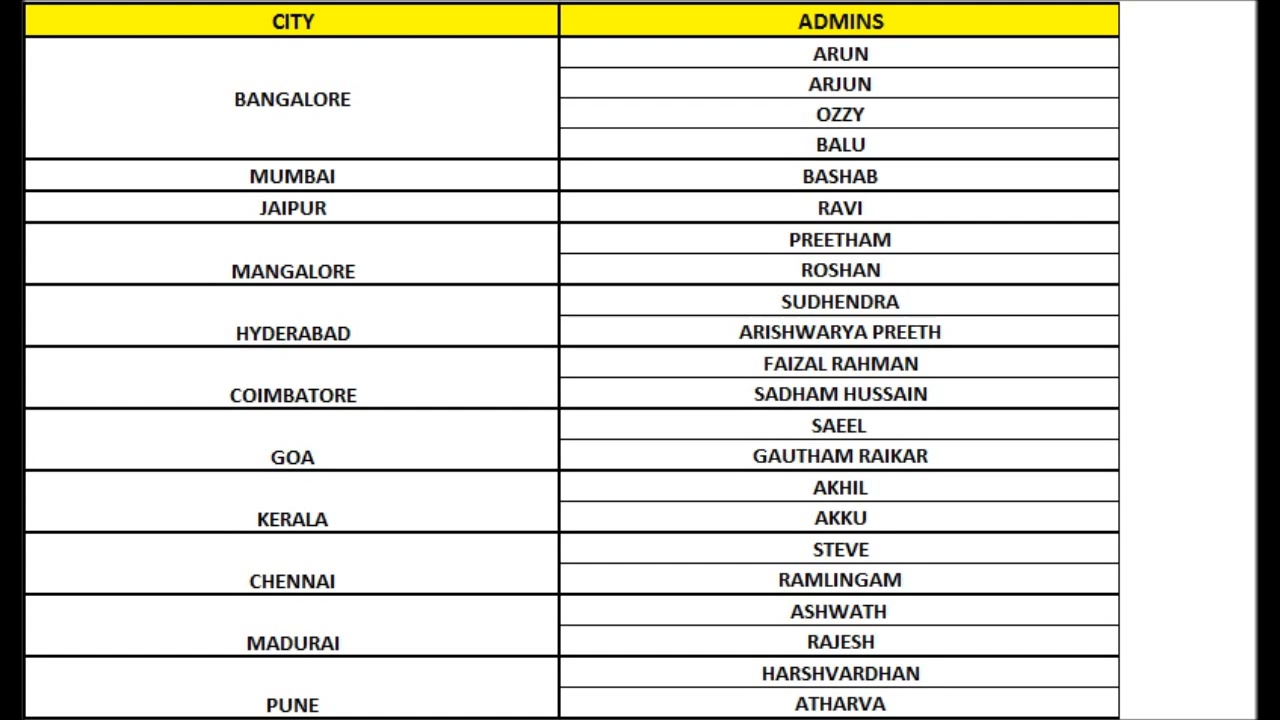 CITY ADMINS
ARUN
ARJUN
BANGALORE
OZZY
BALU
MUMBAI BASHAB
JAIPUR RAVI
PREETHAM
MANGALORE ROSHAN
SUDHENDRA
HYDERABAD ARISHWARYA PREETH
FAIZAL RAHMAN
COIMBATORE SADHAM HUSSAIN
SAEEL
GOA GAUTHAM RAIKAR
AKHIL
KERALA AKKU
STEVE
CHENNAI RAMLINGAM
ASHWATH
MADURAI RAJESH
HARSHVARDHAN
PUNE ATHARVA